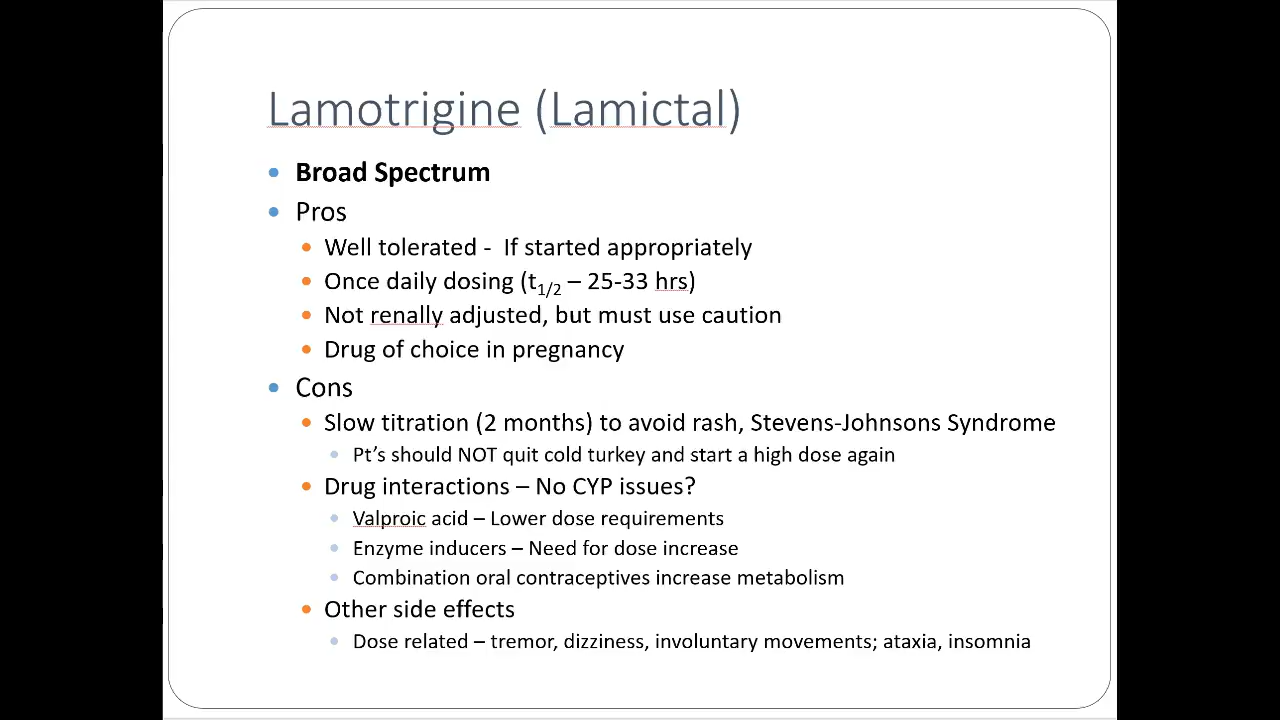 Lamotrigine (Lamictal)
• Broad Spectrum
• Pros
• Well tolerated -  If started appropriately
• Once daily dosing (t1/2 – 25-33 hrs)
• Not renally adjusted, but must use caution
• Drug of choice in pregnancy
• Cons
• Slow titration (2 months) to avoid rash, Stevens-Johnsons Syndrome
• Pt's should NOT quit cold turkey and start a high dose again
• Drug interactions – No CYP issues?
• Valproic acid – Lower dose requirements
• Enzyme inducers – Need for dose increase
• Combination oral contraceptives increase metabolism
• Other side effects
• Dose related – tremor, dizziness, involuntary movements; ataxia, insomnia